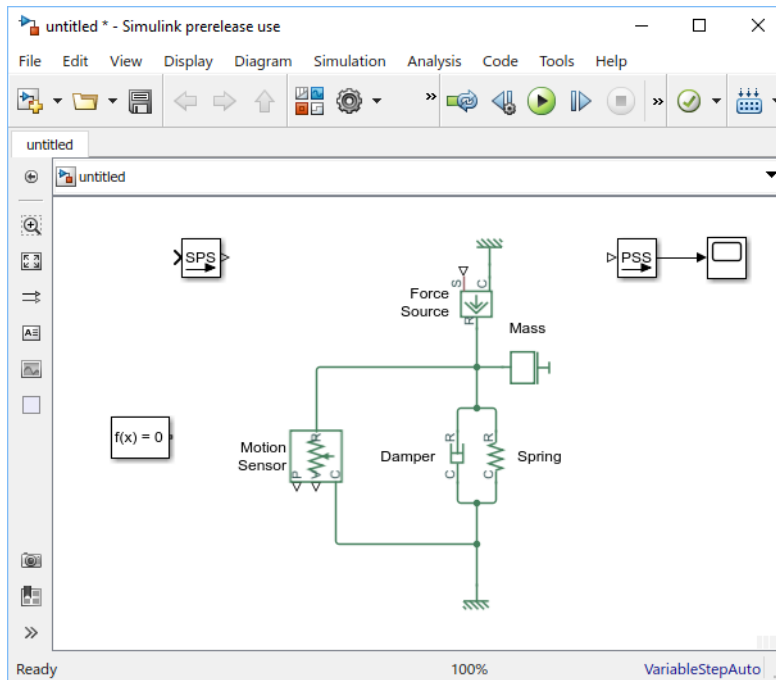 untitled * - Simulink prerelease use
File Edit View Display Diagram Simulation Analysis Code Tools Help
» »
untitled
untitled
SPS
PSS
S C
Force
Source
R
Mass
f(x) = 0
Motion
Sensor
R
P V C
Damper
R R
Spring
C C
»
Ready 100% VariableStepAuto